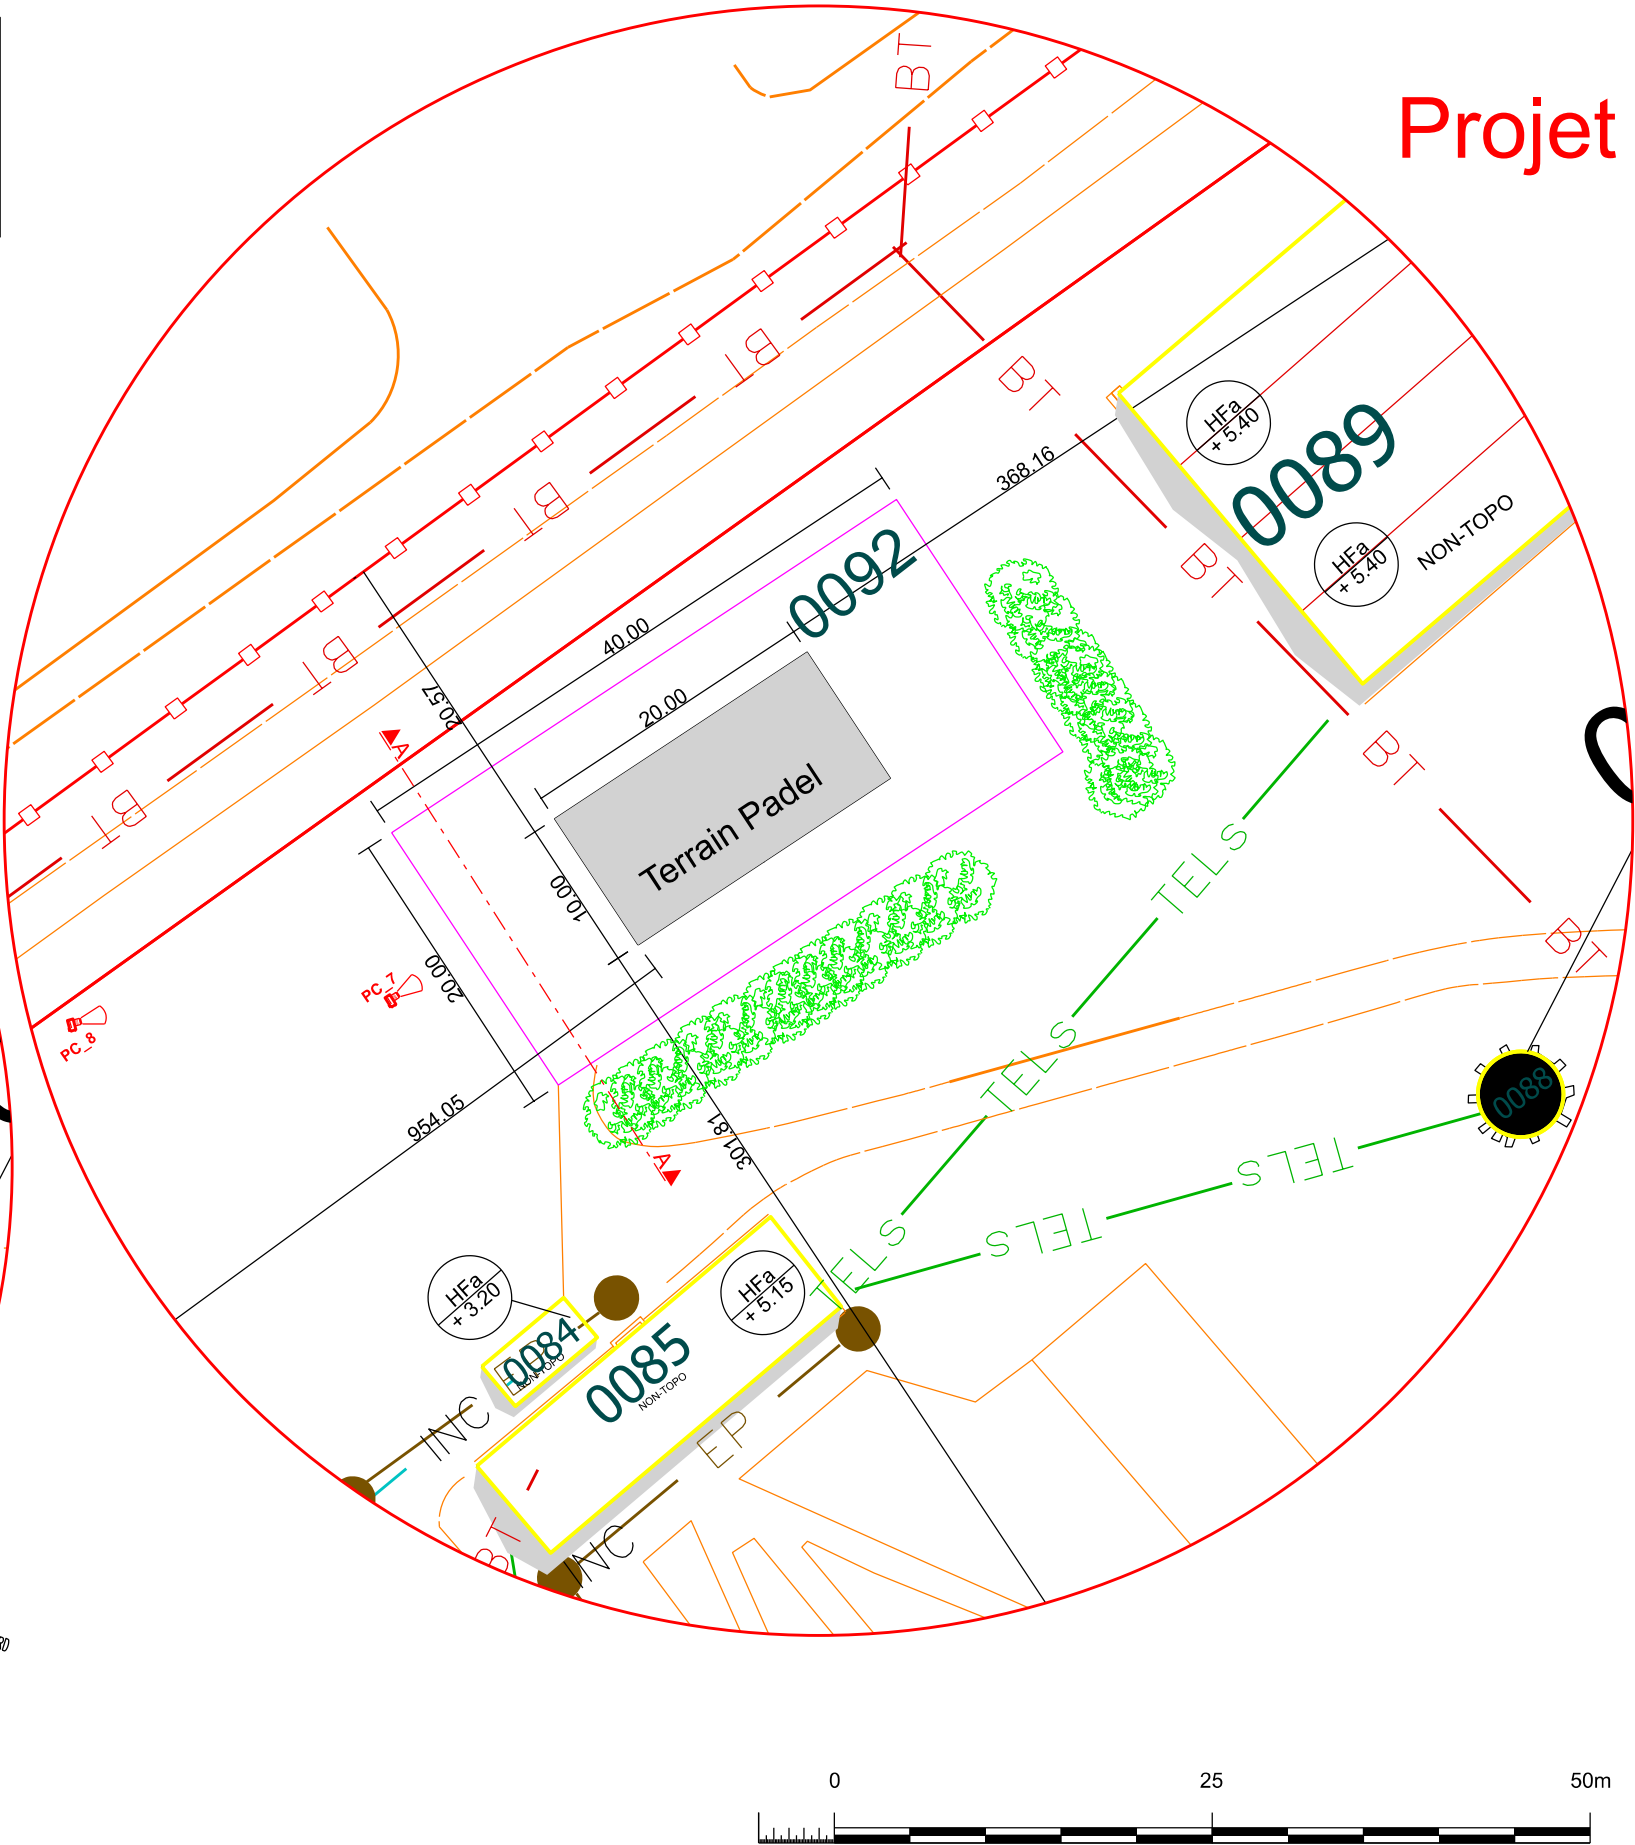 Projet
BT
BT
BT
BT
BT
BT
BT
BT
BT
BT
BT
HFa
+ 5.40
0089
HFa
+ 5.40
NON-TOPO
368.16
0092
40.00
20.00
20.57
A
Terrain Padel
10.00
20.00
PC_7
PC_8
954.05
301.81
A
TELS
TELS
TELS
TELS
TELS
0088
HFa
+ 3.20
HFa
+ 5.15
0084
NON-TOPO
0085
NON-TOPO
INC
EP
INC
0
25
50m